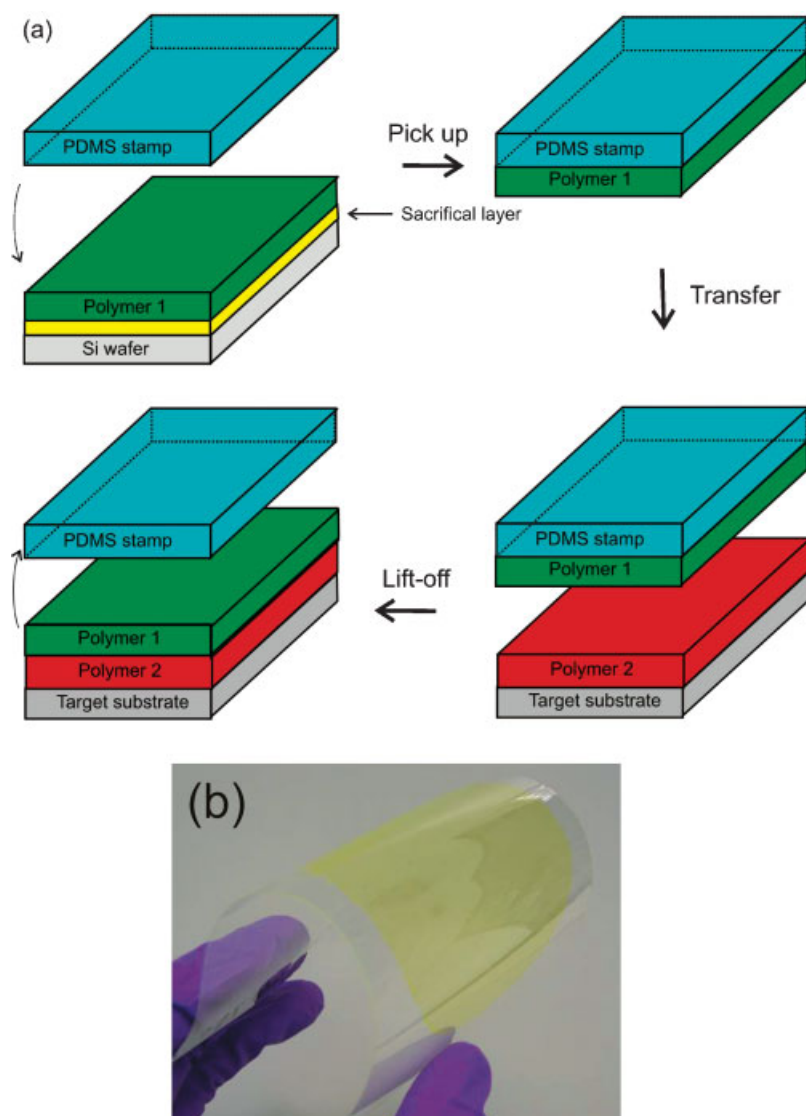 (a)
PDMS stamp
Pick up
PDMS stamp
Polymer 1
Sacrifical layer
Polymer 1
Si wafer
Transfer
PDMS stamp
Polymer 1
Polymer 2
Target substrate
Lift-off
PDMS stamp
Polymer 1
Polymer 2
Target substrate
(b)